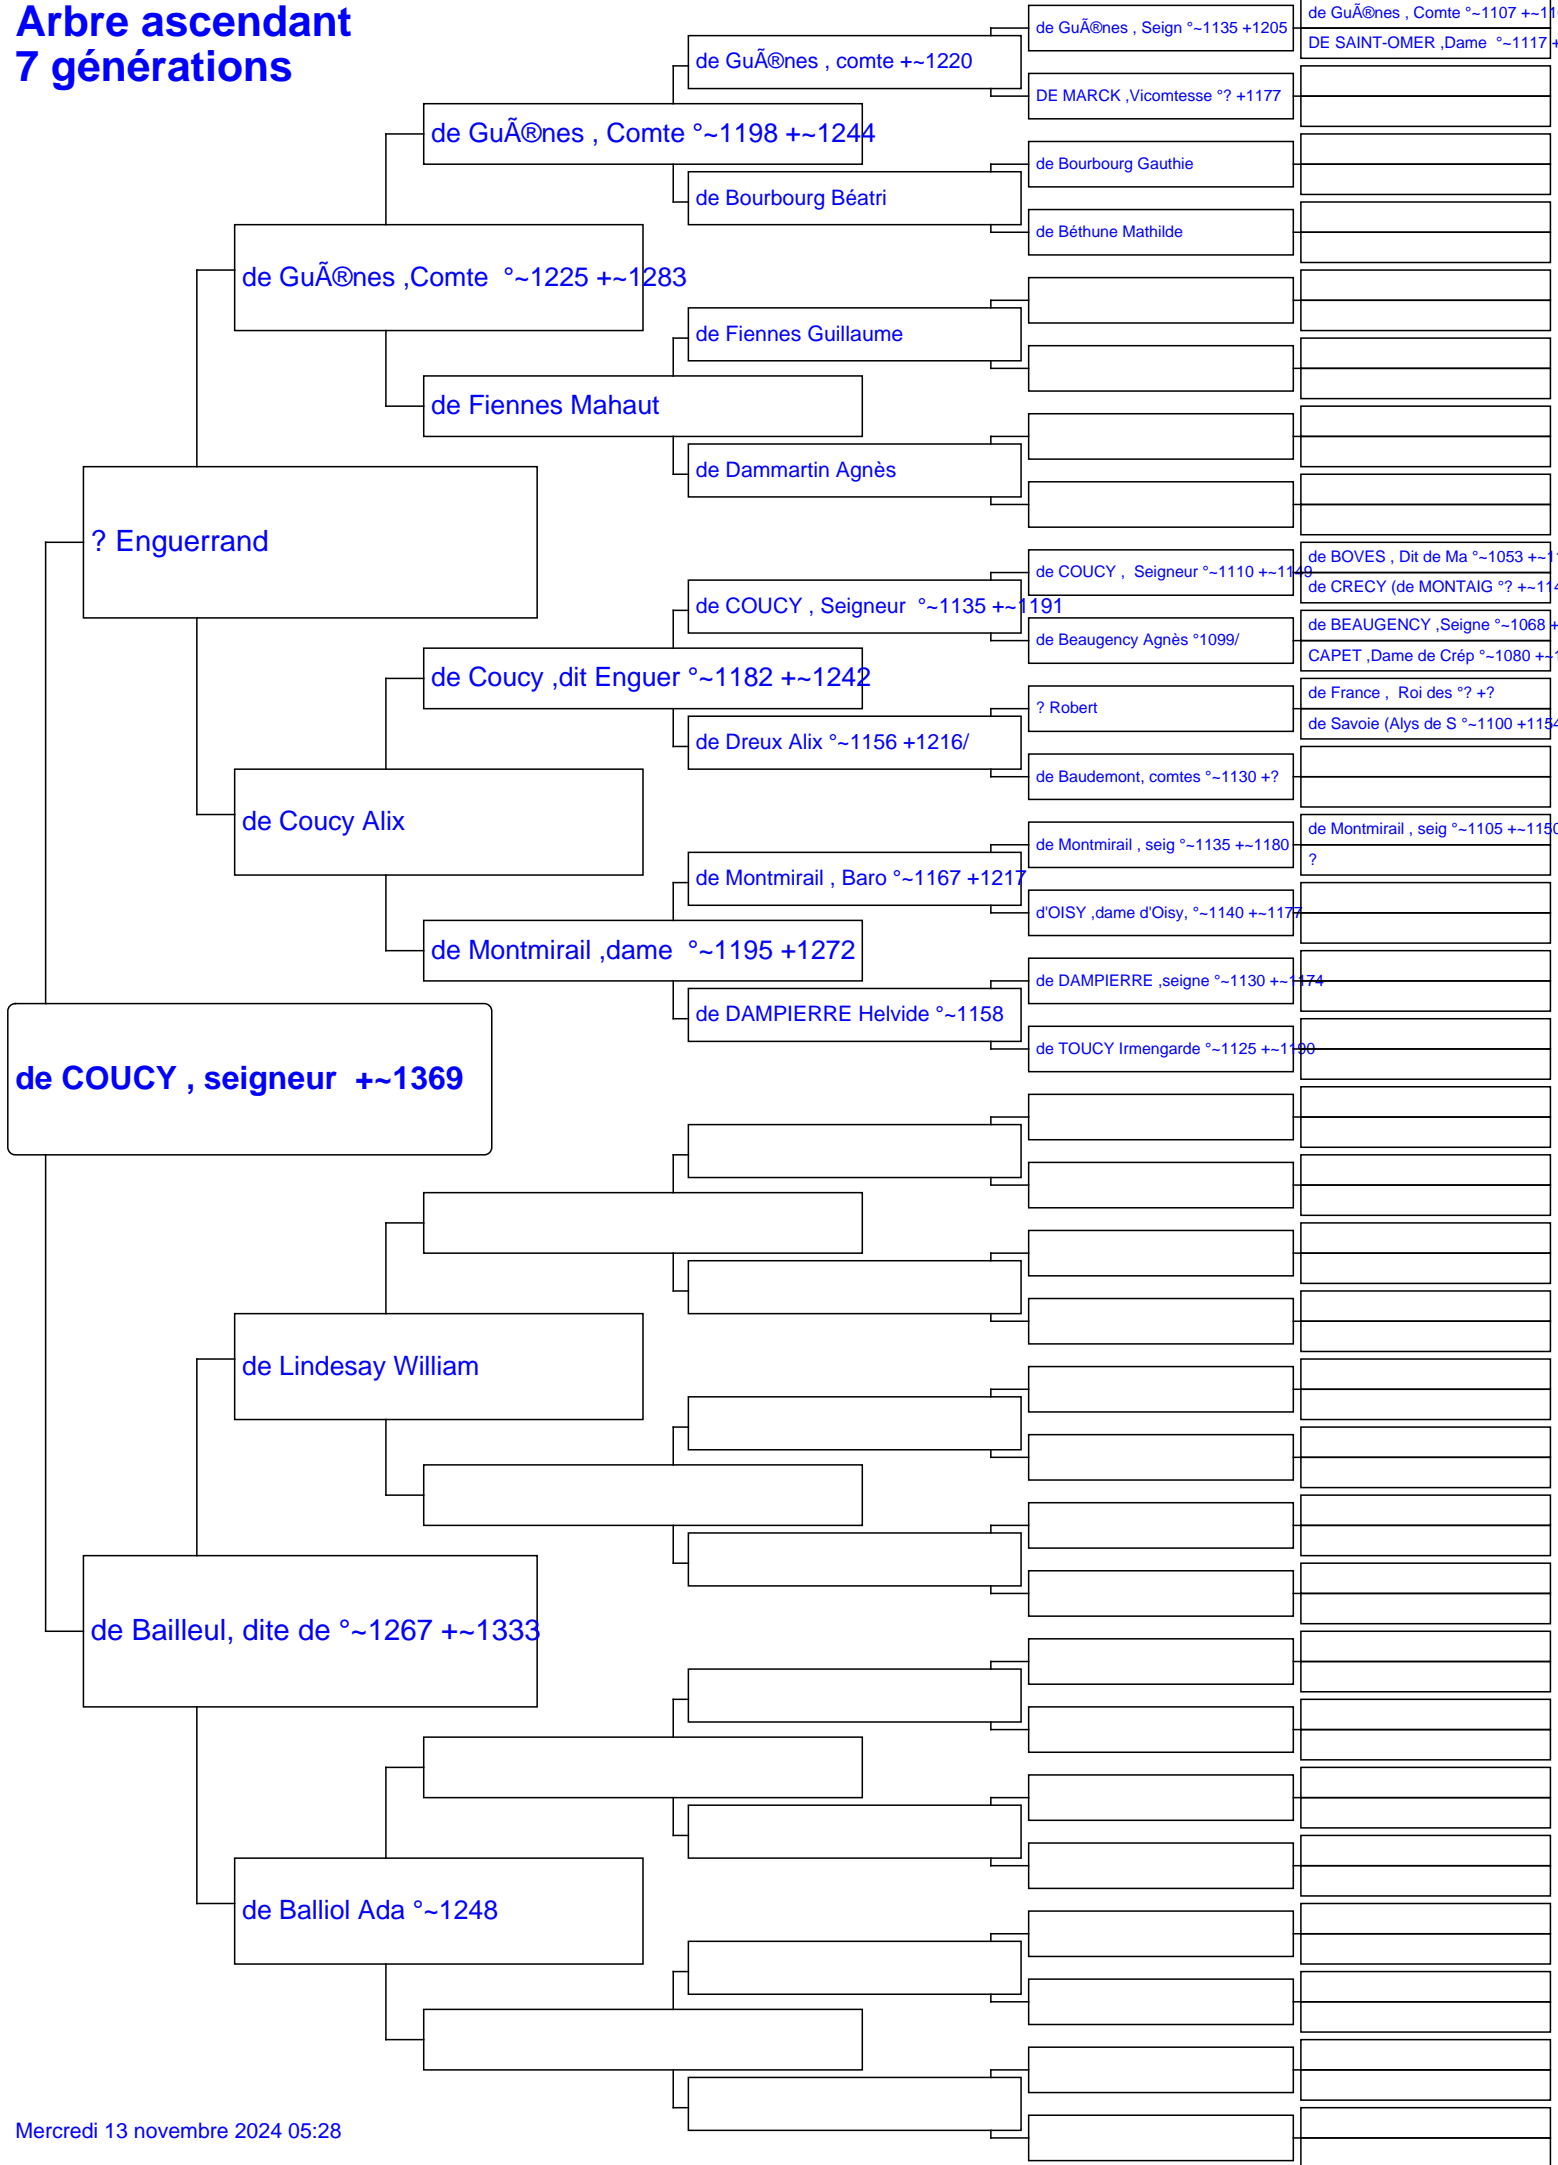 Arbre ascendant
7 générations
de GuÃ®nes , Comte °~1107 +~11
de GuÃ®nes , Seign °~1135 +1205
DE SAINT-OMER ,Dame  °~1117 +
de GuÃ®nes , comte +~1220
DE MARCK ,Vicomtesse °? +1177
de GuÃ®nes , Comte °~1198 +~1244
de Bourbourg Gauthie
de Bourbourg Béatri
de Béthune Mathilde
de GuÃ®nes ,Comte  °~1225 +~1283
de Fiennes Guillaume
de Fiennes Mahaut
de Dammartin Agnès
? Enguerrand
de BOVES , Dit de Ma °~1053 +~1
de COUCY ,  Seigneur °~1110 +~1149
de CRECY (de MONTAIG °? +~114
de COUCY , Seigneur  °~1135 +~1191
de BEAUGENCY ,Seigne °~1068 +
de Beaugency Agnès °1099/
CAPET ,Dame de Crép °~1080 +~1
de Coucy ,dit Enguer °~1182 +~1242
de France ,  Roi des °? +?
? Robert
de Savoie (Alys de S °~1100 +1154
de Dreux Alix °~1156 +1216/
de Baudemont, comtes °~1130 +?
de Coucy Alix
de Montmirail , seig °~1105 +~1150
de Montmirail , seig °~1135 +~1180
?
de Montmirail , Baro °~1167 +1217
d'OISY ,dame d'Oisy, °~1140 +~1177
de Montmirail ,dame  °~1195 +1272
de DAMPIERRE ,seigne °~1130 +~1174
de DAMPIERRE Helvide °~1158
de TOUCY Irmengarde °~1125 +~1190
de COUCY , seigneur  +~1369
de Lindesay William
de Bailleul, dite de °~1267 +~1333
de Balliol Ada °~1248
Mercredi 13 novembre 2024 05:28